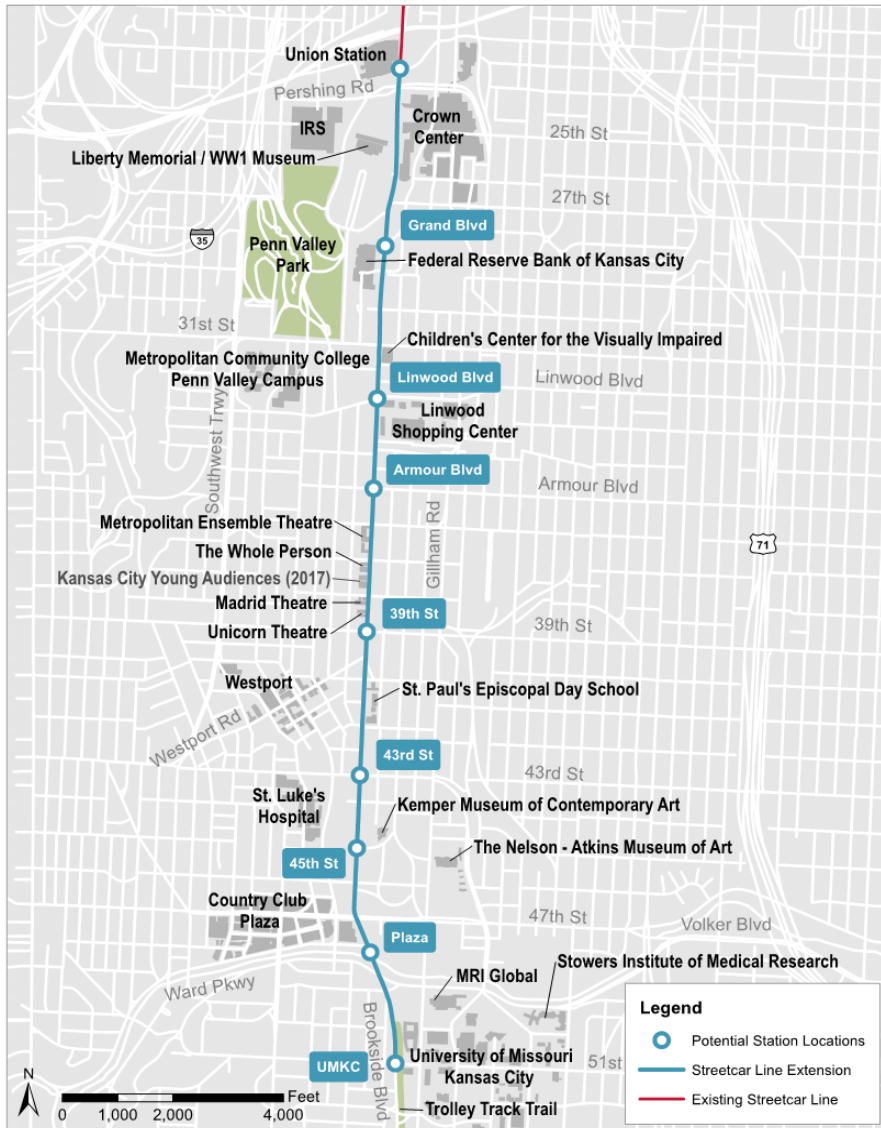 Union Station
Pershing Rd
IRS
Crown
Center
25th St
Liberty Memorial / WW1 Museum
27th St
Grand Blvd
35
Penn Valley
Park
Federal Reserve Bank of Kansas City
31st St
Children's Center for the Visually Impaired
Metropolitan Community College
Penn Valley Campus
Linwood Blvd
Linwood Blvd
Linwood
Shopping Center
Southwest Trwy
Armour Blvd
Armour Blvd
Gillham Rd
Metropolitan Ensemble Theatre
71
The Whole Person
Kansas City Young Audiences (2017)
Madrid Theatre
39th St
39th St
Unicorn Theatre
Westport
St. Paul's Episcopal Day School
Westport Rd
43rd St
43rd St
St. Luke's
Hospital
Kemper Museum of Contemporary Art
The Nelson - Atkins Museum of Art
45th St
Country Club
Plaza
47th St
Volker Blvd
Plaza
Stowers Institute of Medical Research
MRI Global
Ward Pkwy
Brookside Blvd
UMKC
University of Missouri
Kansas City
51st
Trolley Track Trail
N
Feet
0 1,000 2,000 4,000
Legend
Potential Station Locations
Streetcar Line Extension
Existing Streetcar Line